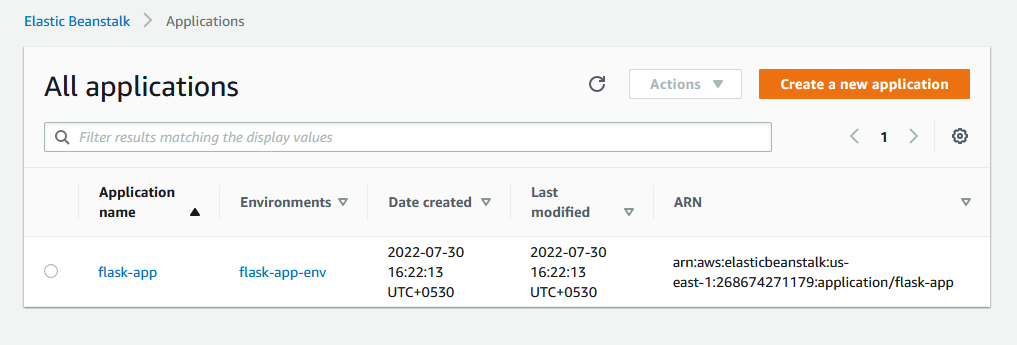 Elastic Beanstalk > Applications
All applications
Actions
Create a new application
Filter results matching the display values
1
Application name
Environments
Date created
Last modified
ARN
flask-app
flask-app-env
2022-07-30
16:22:13
UTC+0530
2022-07-30
16:22:13
UTC+0530
arn:aws:elasticbeanstalk:us-
east-1:268674271179:application/flask-app